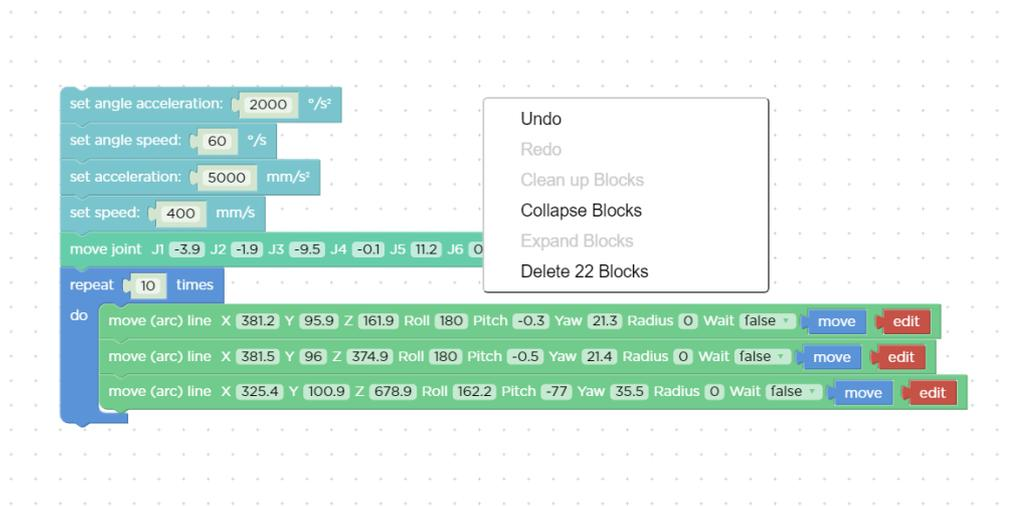 set angle acceleration: 2000 °/s²
set angle speed: 60 °/s
set acceleration: 5000 mm/s²
set speed: 400 mm/s
move joint J1 -3.9 J2 -1.9 J3 -9.5 J4 -0.1 J5 11.2 J6 0
repeat 10 times
do
move (arc) line X 381.2 Y 95.9 Z 161.9 Roll 180 Pitch -0.3 Yaw 21.3 Radius 0 Wait false move edit
move (arc) line X 381.5 Y 96 Z 374.9 Roll 180 Pitch -0.5 Yaw 21.4 Radius 0 Wait false move edit
move (arc) line X 325.4 Y 100.9 Z 678.9 Roll 162.2 Pitch -77 Yaw 35.5 Radius 0 Wait false move edit
Undo
Redo
Clean up Blocks
Collapse Blocks
Expand Blocks
Delete 22 Blocks